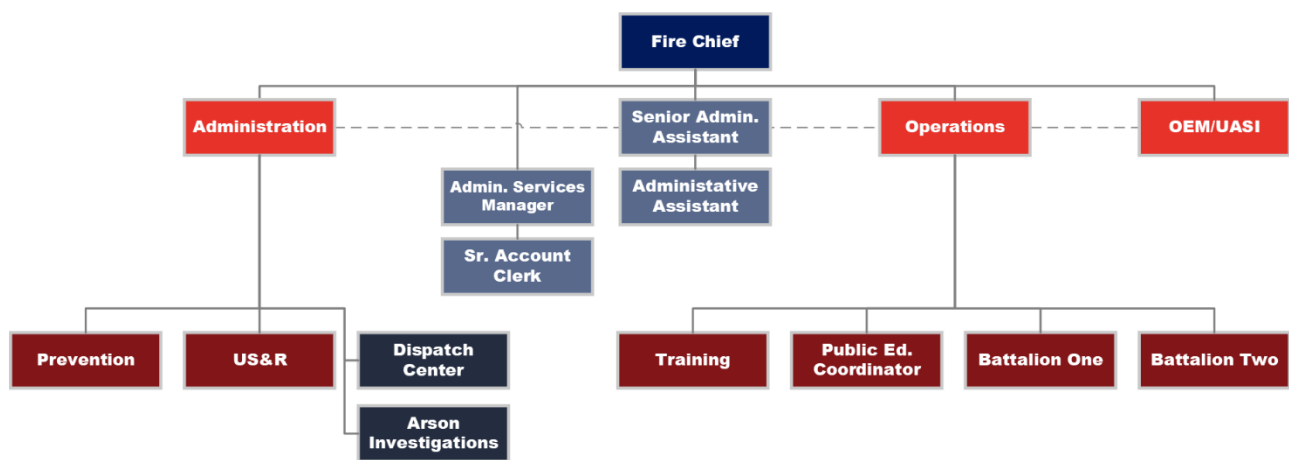 Fire Chief
Administration
Senior Admin.
Assistant
Operations
OEM/UASI
Admin. Services
Manager
Administative
Assistant
Sr. Account
Clerk
Prevention
US&R
Dispatch
Center
Training
Public Ed.
Coordinator
Battalion One
Battalion Two
Arson
Investigations